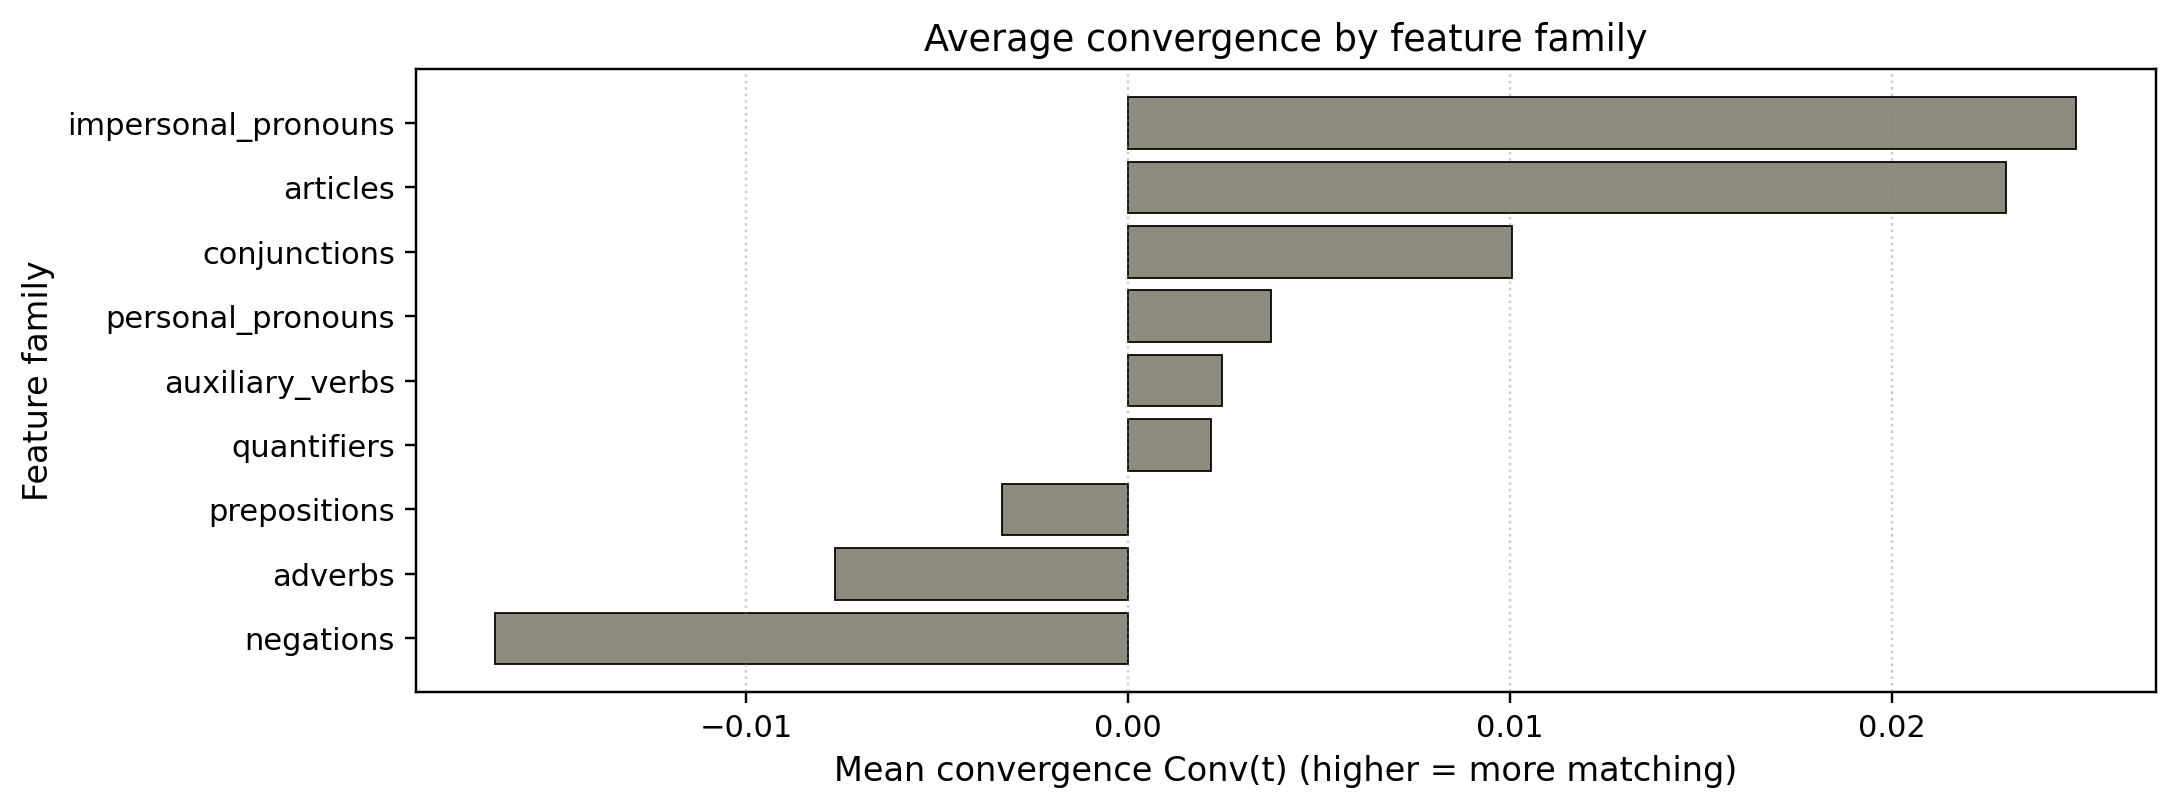 Average convergence by feature family
Feature family
impersonal_pronouns
articles
conjunctions
personal_pronouns
auxiliary_verbs
quantifiers
prepositions
adverbs
negations
−0.01 0.00 0.01 0.02
Mean convergence Conv(t) (higher = more matching)